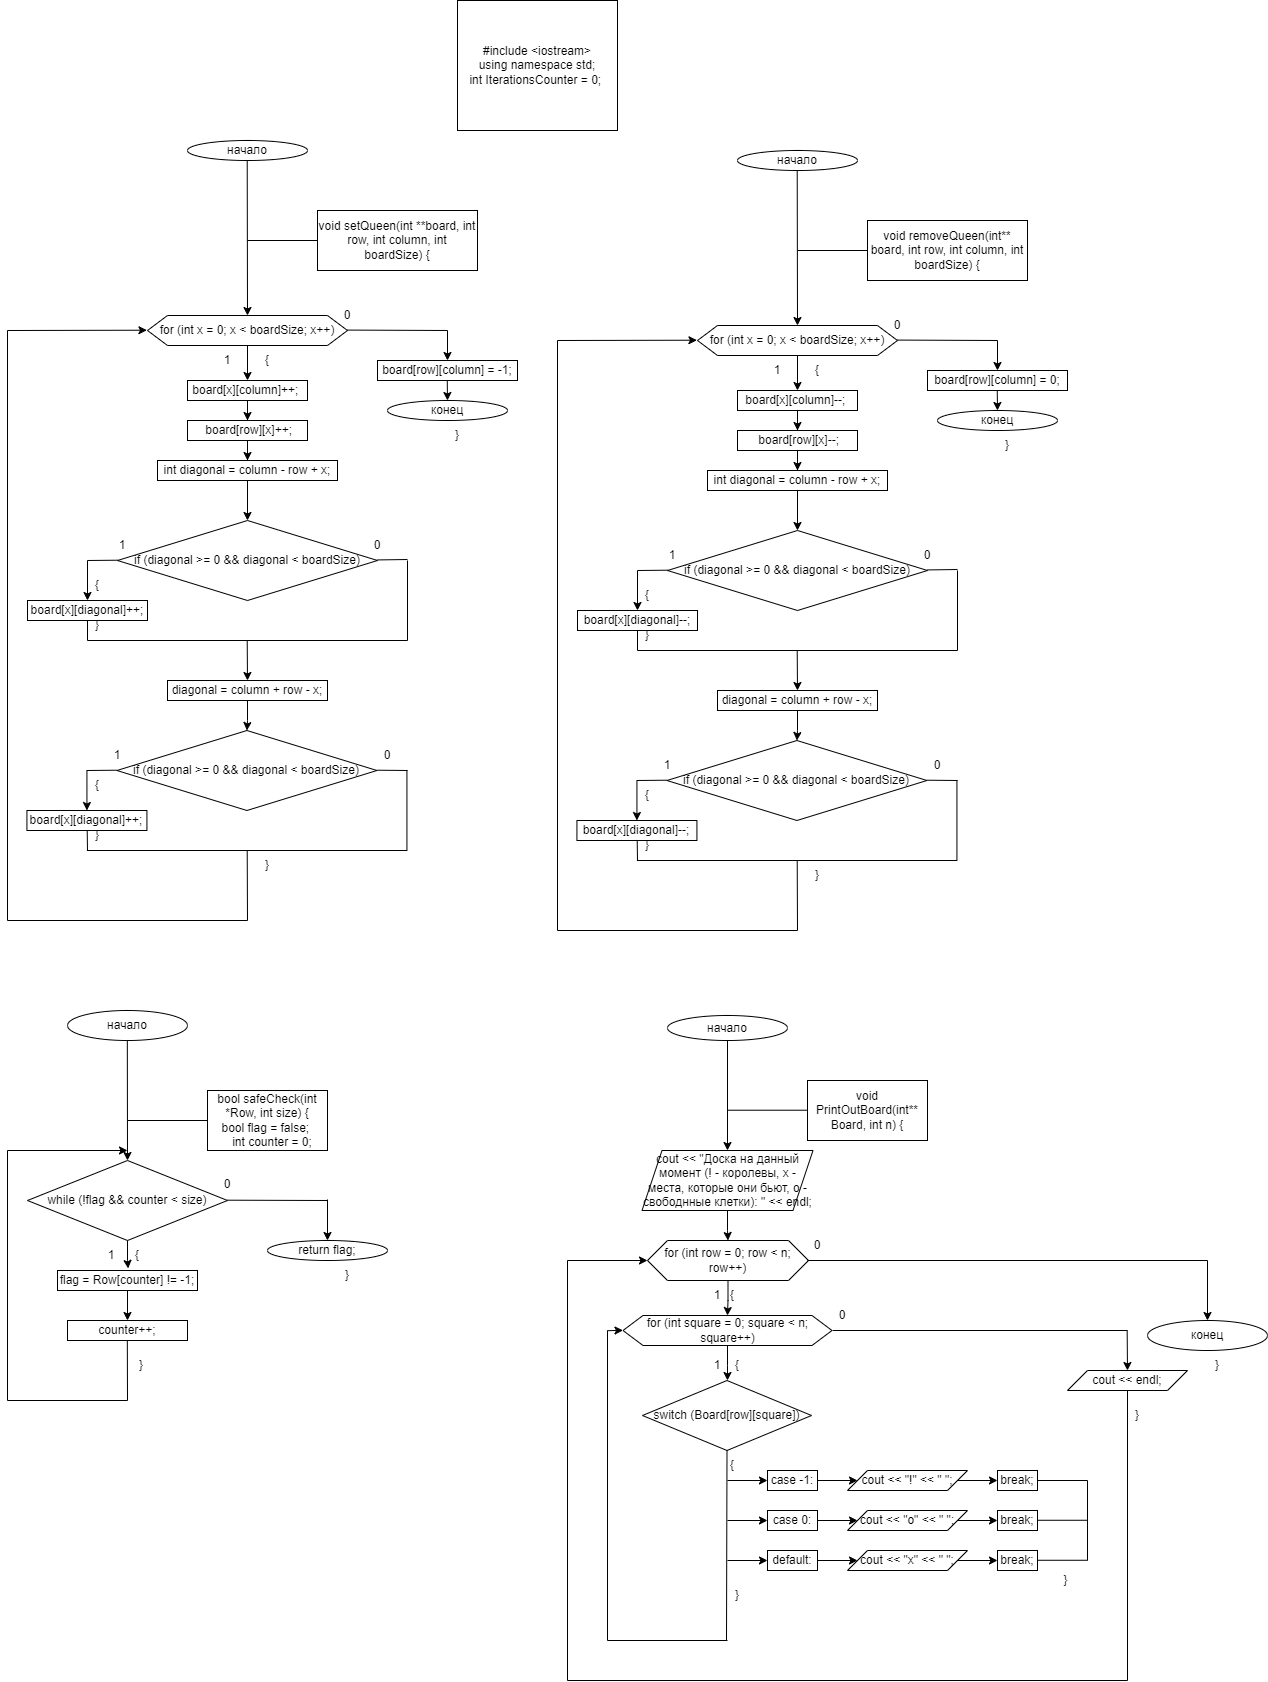 #include <iostream>
using namespace std;
int IterationsCounter = 0;
начало
void setQueen(int **board, int
row, int column, int
boardSize) {
for (int x = 0; x < boardSize; x++)
0
1
{
board[row][column] = -1;
board[x][column]++;
конец
board[row][x]++;
}
int diagonal = column - row + x;
1
0
if (diagonal >= 0 && diagonal < boardSize)
{
board[x][diagonal]++;
}
diagonal = column + row - x;
1
0
if (diagonal >= 0 && diagonal < boardSize)
{
board[x][diagonal]++;
}
}
начало
void removeQueen(int**
board, int row, int column, int
boardSize) {
0
for (int x = 0; x < boardSize; x++)
1
{
board[row][column] = 0;
board[x][column]--;
конец
board[row][x]--;
}
int diagonal = column - row + x;
1
0
if (diagonal >= 0 && diagonal < boardSize)
{
board[x][diagonal]--;
}
diagonal = column + row - x;
1
0
if (diagonal >= 0 && diagonal < boardSize)
{
board[x][diagonal]--;
}
}
начало
bool safeCheck(int
*Row, int size) {
bool flag = false;
int counter = 0;
0
while (!flag && counter < size)
return flag;
1
{
}
flag = Row[counter] != -1;
counter++;
}
начало
void
PrintOutBoard(int**
Board, int n) {
cout << "Доска на данный
момент (! - королевы, x -
места, которые они бьют, о -
свободнные клетки): " << endl;
0
for (int row = 0; row < n;
row++)
1
{
0
for (int square = 0; square < n;
square++)
конец
1
{
}
cout << endl;
switch (Board[row][square])
}
{
case -1:
cout << "!" << " ";
break;
case 0:
cout << "o" << " ";
break;
default:
cout << "x" << " ";
break;
}
}